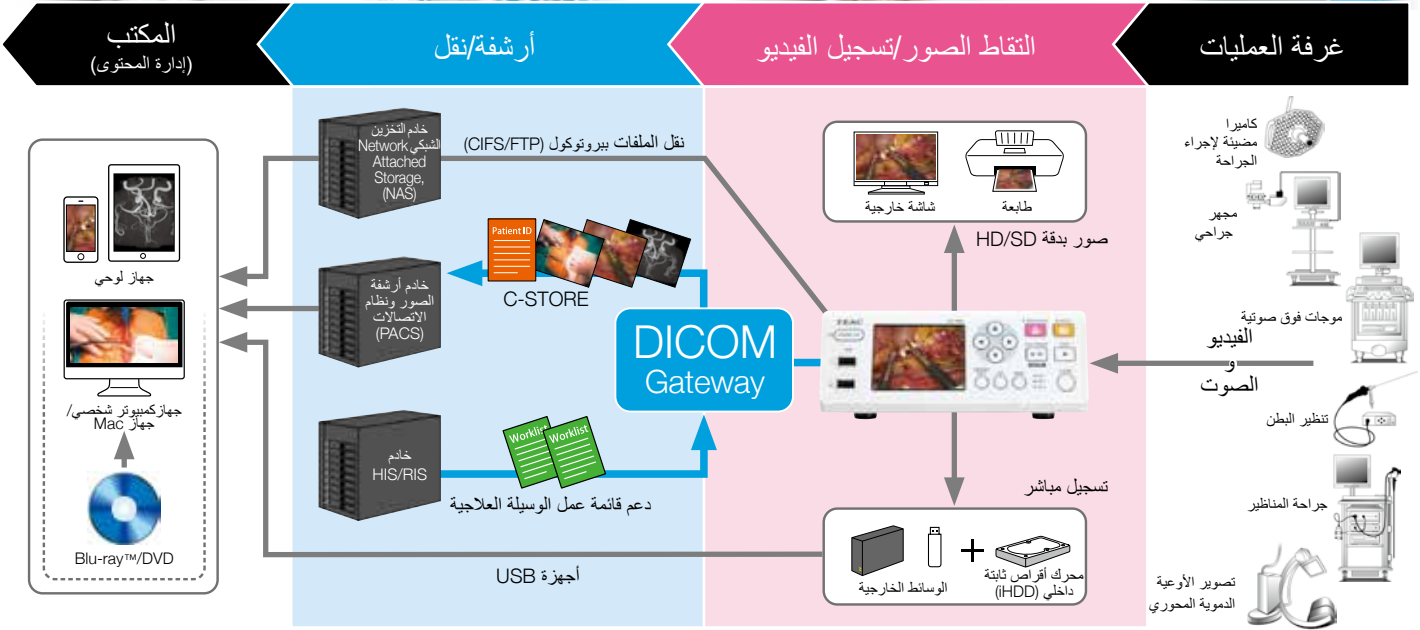 غرفة العمليات
التقاط الصور/تسجيل الفيديو
أرشفة/نقل
المكتب
(إدارة المحتوى)
كاميرا
مضيئة لإجراء
الجراحة
مجهر
جراحي
موجات فوق صوتية
الفيديو
و
الصوت
تنظير البطن
جراحة المناظير
تصوير الأوعية
الدموية المحوري
شاشة خارجية
طابعة
صور بدقة HD/SD
TEAC
تسجيل مباشر
محرك أقراص ثابتة
داخلي (iHDD)
+
الوسائط الخارجية
نقل الملفات ببروتوكول (CIFS/FTP)
خادم التخزين
الشبكي Network
Attached
Storage,
(NAS)
Patient ID
C-STORE
خادم أرشفة
الصور ونظام
الاتصالات
(PACS)
DICOM
Gateway
خادم
HIS/RIS
Worklist
Worklist
دعم قائمة عمل الوسيلة العلاجية
أجهزة USB
جهاز لوحي
جهازكمبيوتر شخصي/
جهاز Mac
Blu-ray™/DVD